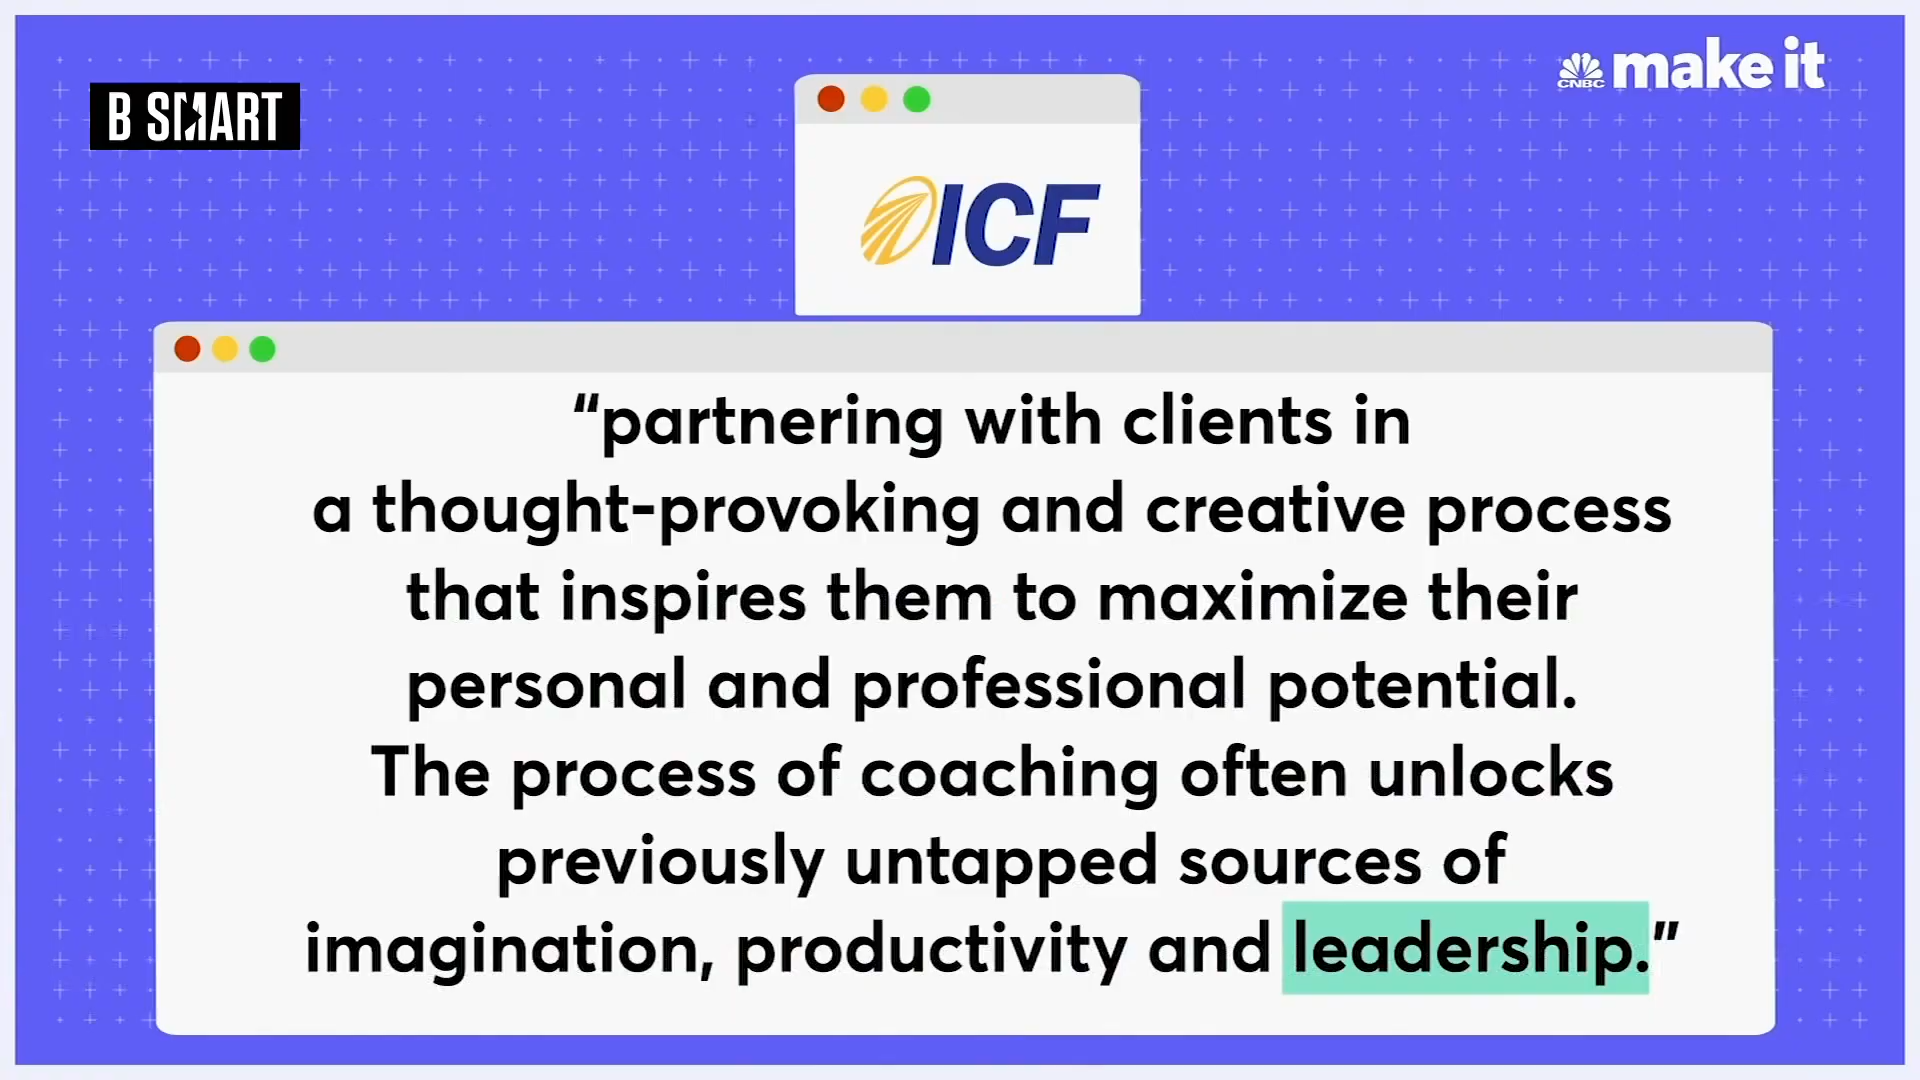 B SMART
CNBC make it
ICF
“partnering with clients in
a thought-provoking and creative process
that inspires them to maximize their
personal and professional potential.
The process of coaching often unlocks
previously untapped sources of
imagination, productivity and leadership.”